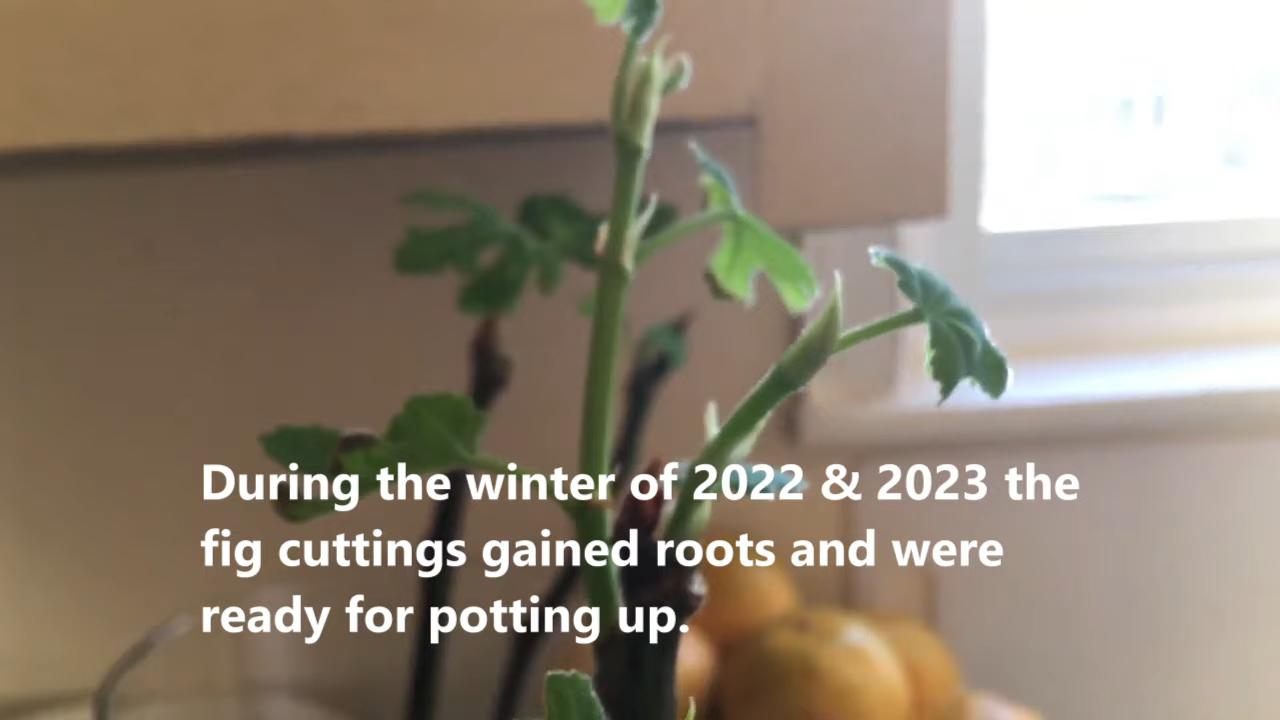 During the winter of 2022 & 2023 the
fig cuttings gained roots and were
ready for potting up.